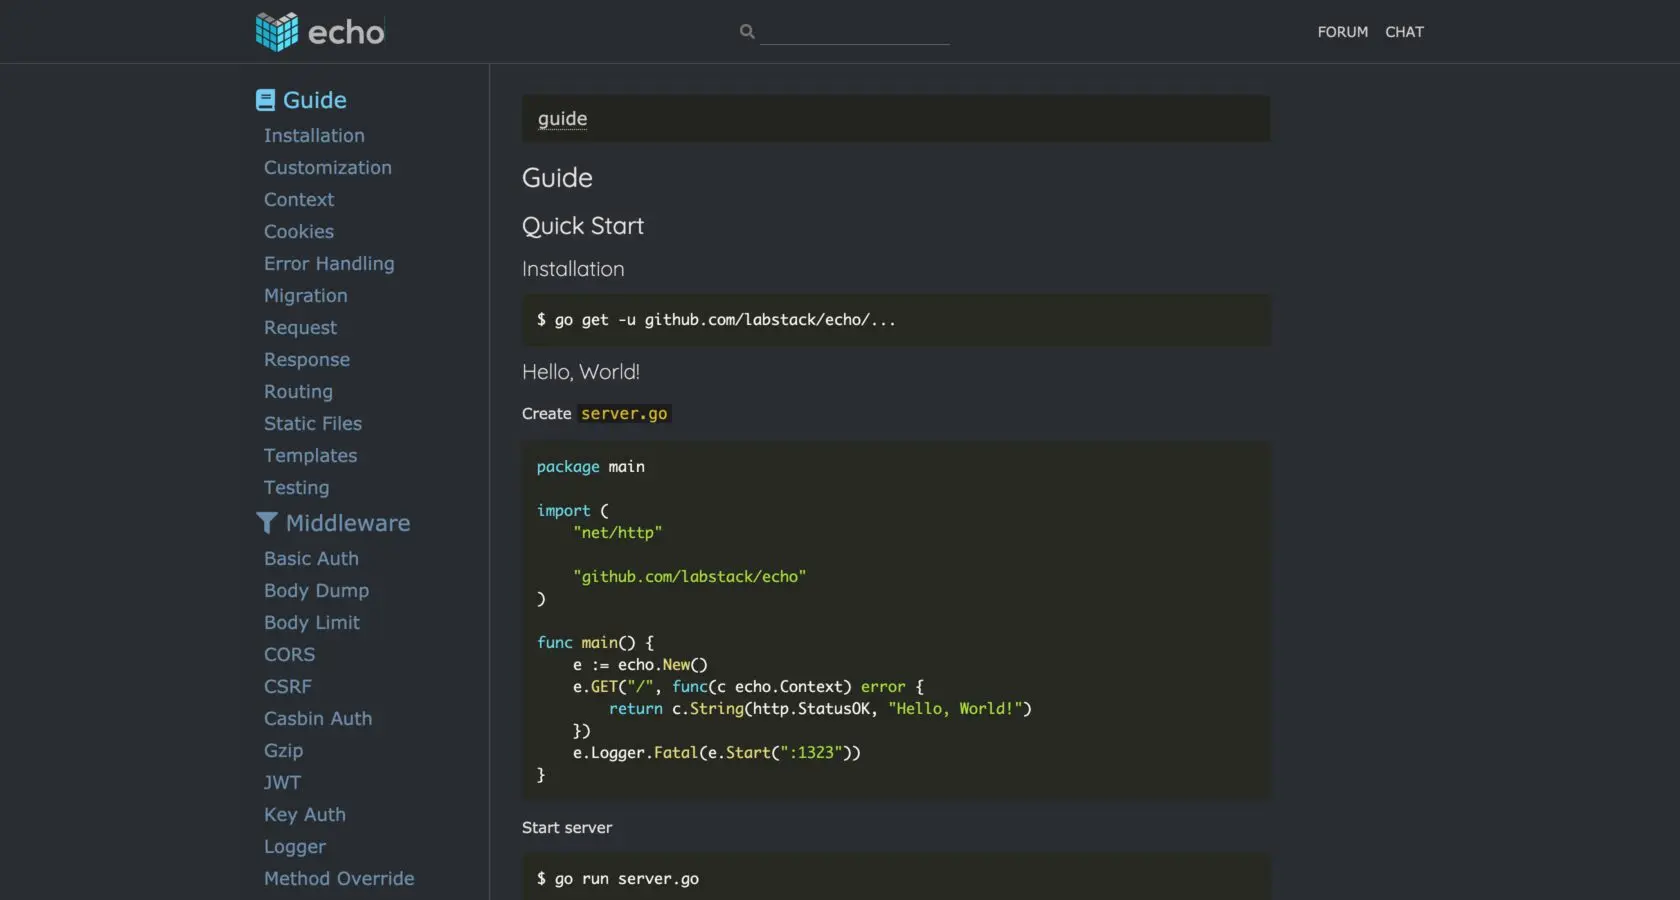 echo
FORUM CHAT
Guide
Installation
Customization
Context
Cookies
Error Handling
Migration
Request
Response
Routing
Static Files
Templates
Testing
Middleware
Basic Auth
Body Dump
Body Limit
CORS
CSRF
Casbin Auth
Gzip
JWT
Key Auth
Logger
Method Override
guide
Guide
Quick Start
Installation
$ go get -u github.com/labstack/echo/...
Hello, World!
Create server.go
package main
import (
    "net/http"
    "github.com/labstack/echo"
)
func main() {
    e := echo.New()
    e.GET("/", func(c echo.Context) error {
        return c.String(http.StatusOK, "Hello, World!")
    })
    e.Logger.Fatal(e.Start(":1323"))
}
Start server
$ go run server.go